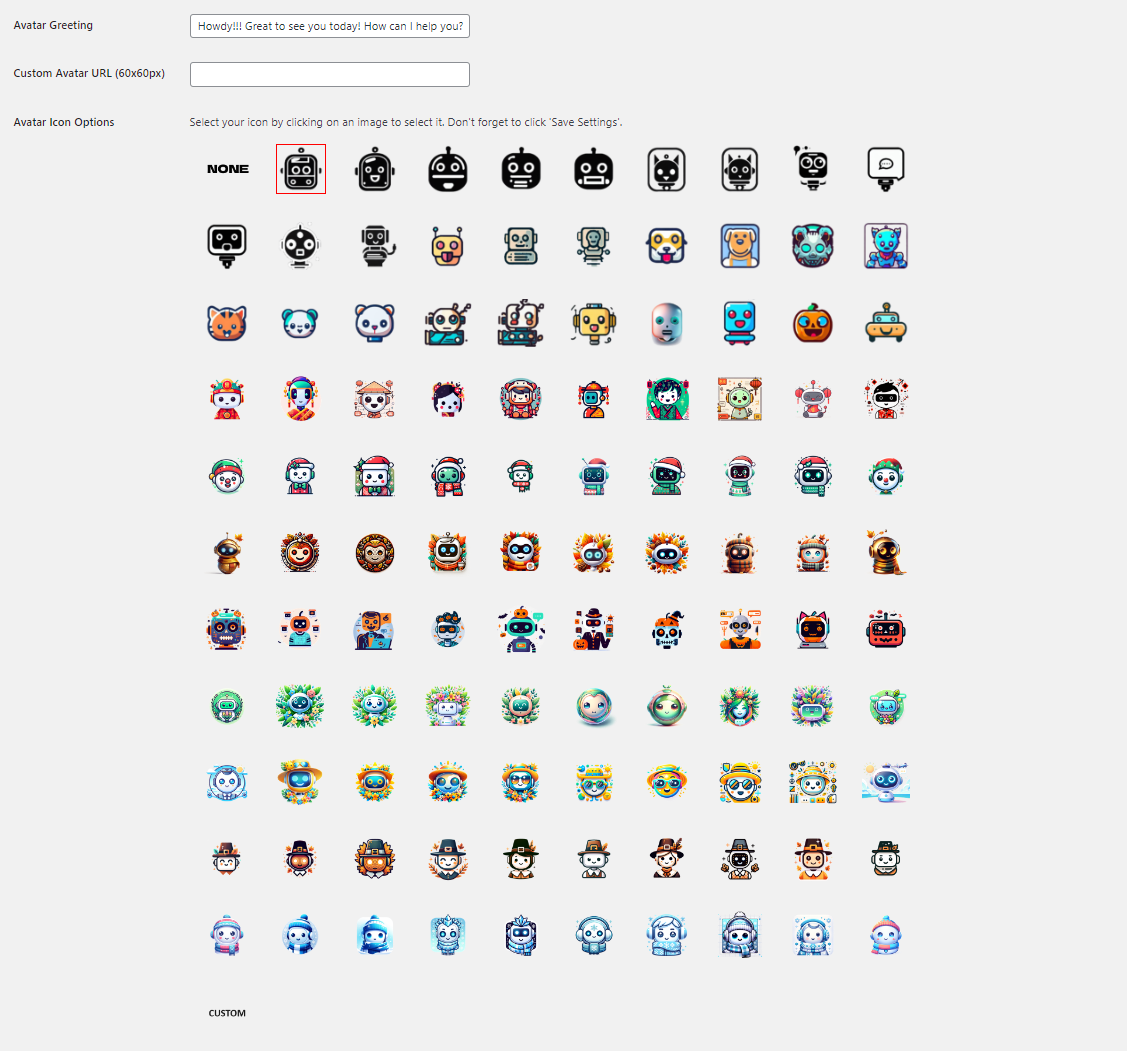 Avatar Greeting
Howdy!!! Great to see you today! How can I help you?
Custom Avatar URL (60x60px)
Avatar Icon Options
Select your icon by clicking on an image to select it. Don't forget to click 'Save Settings'.
NONE
CUSTOM